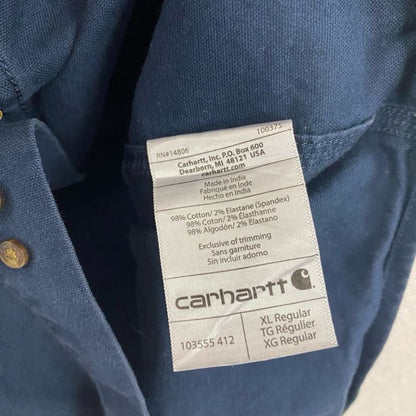 RN#14806 100375
Carhartt, Inc. P.O. Box 600
Dearborn, MI 48121 USA
carhartt.com
Made in India
Fabriqué en Inde
Hecho en India
98% Cotton/ 2% Elastane (Spandex)
98% Coton/ 2% Élasthanne
98% Algodón/ 2% Elastano
Exclusive of trimming
Sans garniture
Sin incluir adorno
carhartt
103555 412
XL Regular
TG Régulier
XG Regular